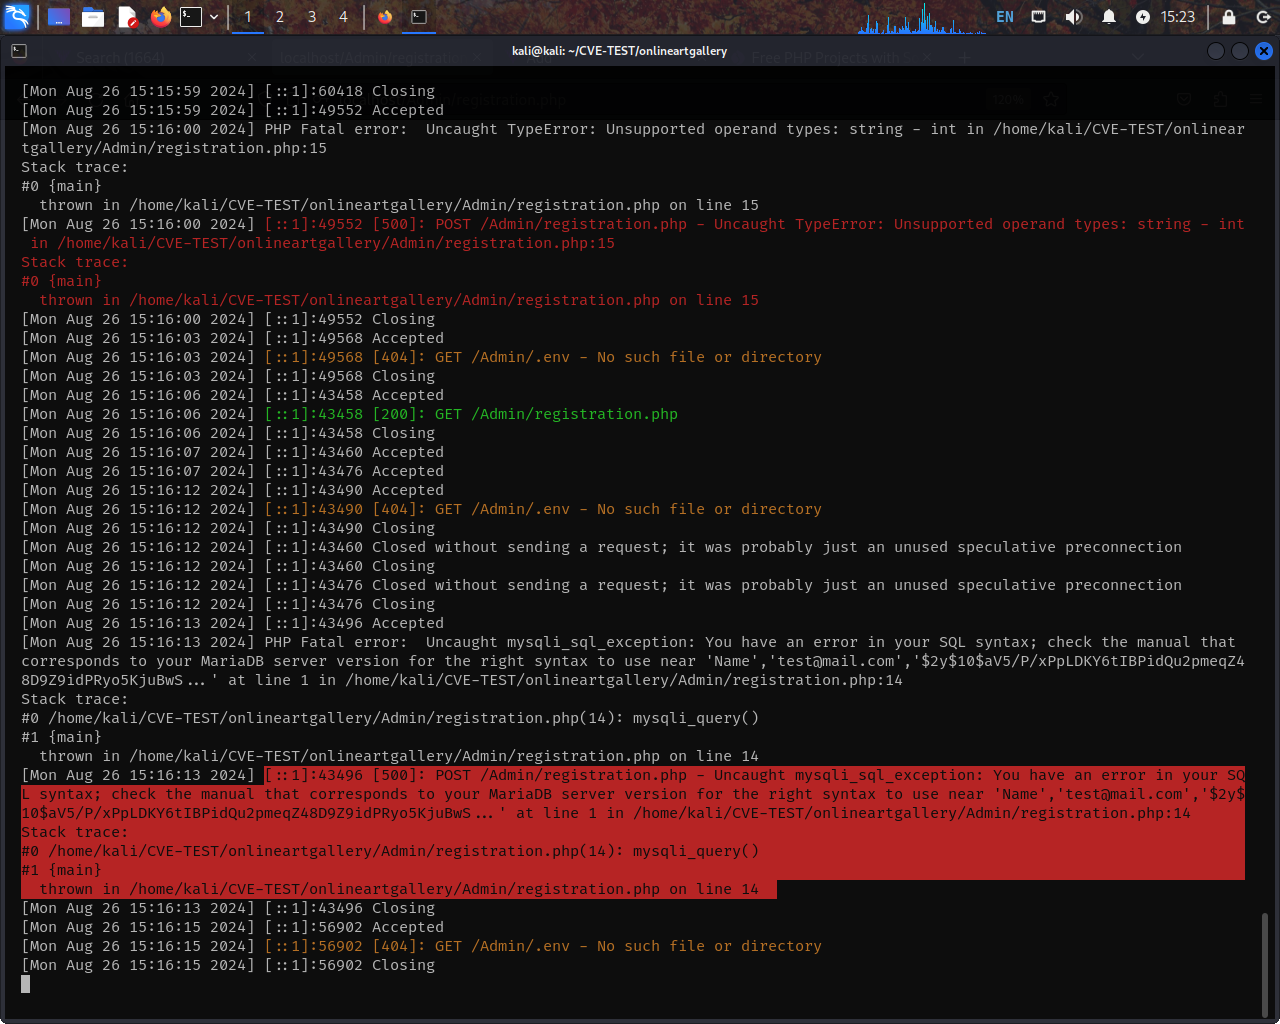 1 2 3 4 EN 15:23
kali@kali: ~/CVE-TEST/onlineartgallery
[Mon Aug 26 15:15:59 2024] [::1]:60418 Closing
[Mon Aug 26 15:15:59 2024] [::1]:49552 Accepted
[Mon Aug 26 15:16:00 2024] PHP Fatal error:  Uncaught TypeError: Unsupported operand types: string - int in /home/kali/CVE-TEST/onlinear
tgallery/Admin/registration.php:15
Stack trace:
#0 {main}
  thrown in /home/kali/CVE-TEST/onlineartgallery/Admin/registration.php on line 15
[Mon Aug 26 15:16:00 2024] [::1]:49552 [500]: POST /Admin/registration.php - Uncaught TypeError: Unsupported operand types: string - int
 in /home/kali/CVE-TEST/onlineartgallery/Admin/registration.php:15
Stack trace:
#0 {main}
  thrown in /home/kali/CVE-TEST/onlineartgallery/Admin/registration.php on line 15
[Mon Aug 26 15:16:00 2024] [::1]:49552 Closing
[Mon Aug 26 15:16:03 2024] [::1]:49568 Accepted
[Mon Aug 26 15:16:03 2024] [::1]:49568 [404]: GET /Admin/.env - No such file or directory
[Mon Aug 26 15:16:03 2024] [::1]:49568 Closing
[Mon Aug 26 15:16:06 2024] [::1]:43458 Accepted
[Mon Aug 26 15:16:06 2024] [::1]:43458 [200]: GET /Admin/registration.php
[Mon Aug 26 15:16:06 2024] [::1]:43458 Closing
[Mon Aug 26 15:16:07 2024] [::1]:43460 Accepted
[Mon Aug 26 15:16:07 2024] [::1]:43476 Accepted
[Mon Aug 26 15:16:12 2024] [::1]:43490 Accepted
[Mon Aug 26 15:16:12 2024] [::1]:43490 [404]: GET /Admin/.env - No such file or directory
[Mon Aug 26 15:16:12 2024] [::1]:43490 Closing
[Mon Aug 26 15:16:12 2024] [::1]:43460 Closed without sending a request; it was probably just an unused speculative preconnection
[Mon Aug 26 15:16:12 2024] [::1]:43460 Closing
[Mon Aug 26 15:16:12 2024] [::1]:43476 Closed without sending a request; it was probably just an unused speculative preconnection
[Mon Aug 26 15:16:12 2024] [::1]:43476 Closing
[Mon Aug 26 15:16:13 2024] [::1]:43496 Accepted
[Mon Aug 26 15:16:13 2024] PHP Fatal error:  Uncaught mysqli_sql_exception: You have an error in your SQL syntax; check the manual that
corresponds to your MariaDB server version for the right syntax to use near 'Name','test@mail.com','$2y$10$aV5/P/xPpLDKY6tIBPidQu2pmeqZ4
8D9Z9idPRyo5KjuBwS...' at line 1 in /home/kali/CVE-TEST/onlineartgallery/Admin/registration.php:14
Stack trace:
#0 /home/kali/CVE-TEST/onlineartgallery/Admin/registration.php(14): mysqli_query()
#1 {main}
  thrown in /home/kali/CVE-TEST/onlineartgallery/Admin/registration.php on line 14
[Mon Aug 26 15:16:13 2024] [::1]:43496 [500]: POST /Admin/registration.php - Uncaught mysqli_sql_exception: You have an error in your SQ
L syntax; check the manual that corresponds to your MariaDB server version for the right syntax to use near 'Name','test@mail.com','$2y$
10$aV5/P/xPpLDKY6tIBPidQu2pmeqZ48D9Z9idPRyo5KjuBwS...' at line 1 in /home/kali/CVE-TEST/onlineartgallery/Admin/registration.php:14
Stack trace:
#0 /home/kali/CVE-TEST/onlineartgallery/Admin/registration.php(14): mysqli_query()
#1 {main}
  thrown in /home/kali/CVE-TEST/onlineartgallery/Admin/registration.php on line 14
[Mon Aug 26 15:16:13 2024] [::1]:43496 Closing
[Mon Aug 26 15:16:15 2024] [::1]:56902 Accepted
[Mon Aug 26 15:16:15 2024] [::1]:56902 [404]: GET /Admin/.env - No such file or directory
[Mon Aug 26 15:16:15 2024] [::1]:56902 Closing